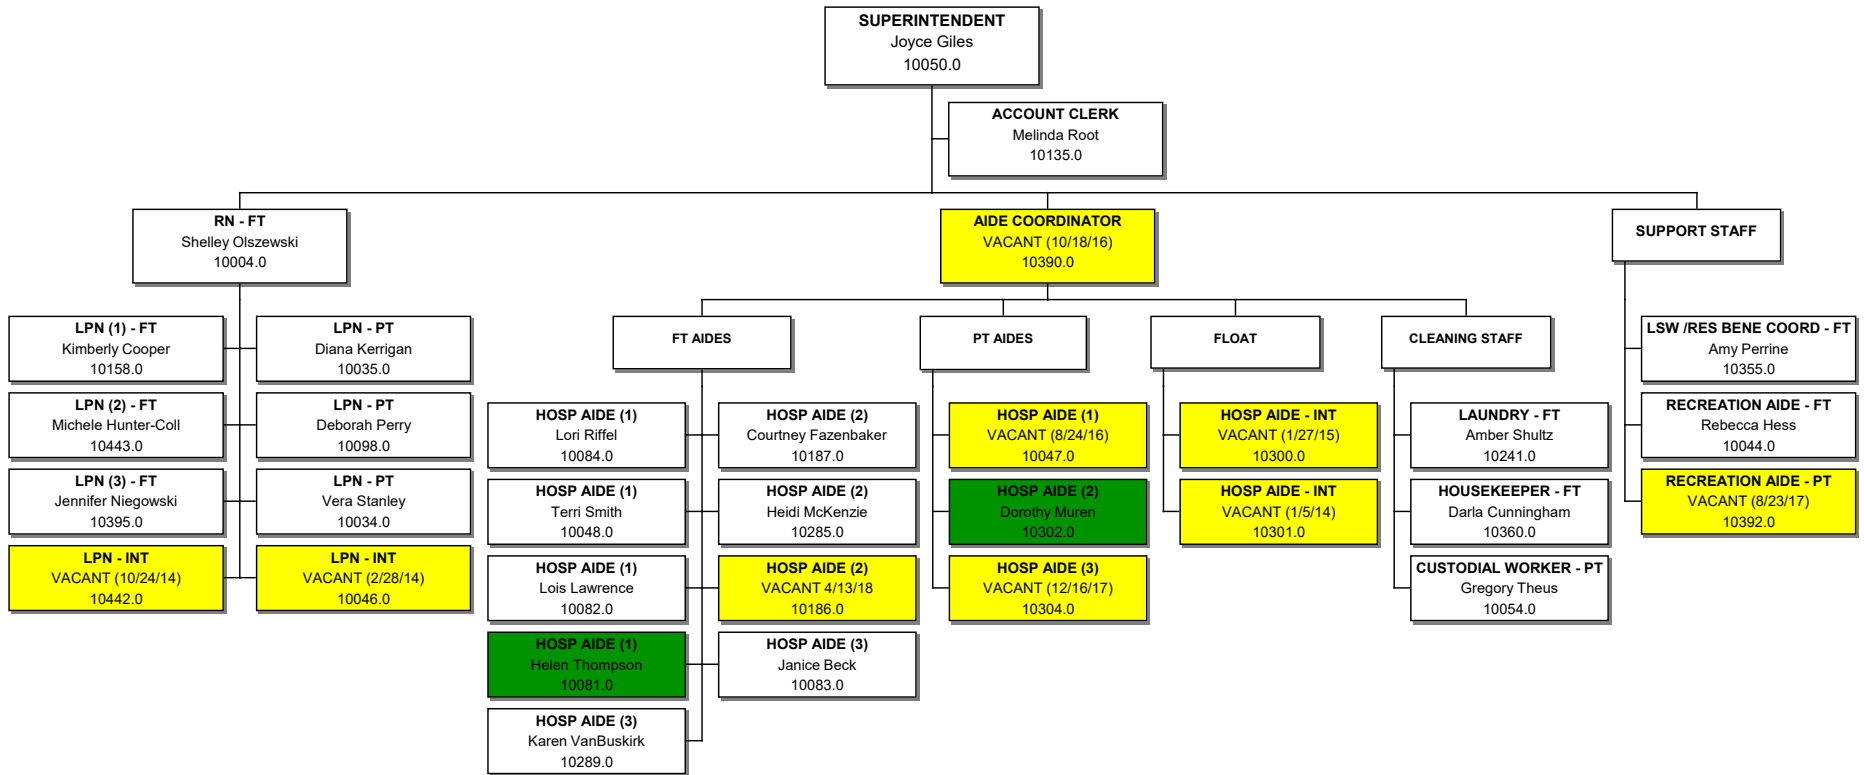 SUPERINTENDENT
Joyce Giles
10050.0
ACCOUNT CLERK
Melinda Root
10135.0
RN - FT
Shelley Olszewski
10004.0
AIDE COORDINATOR
VACANT (10/18/16)
10390.0
SUPPORT STAFF
LPN (1) - FT
Kimberly Cooper
10158.0
LPN - PT
Diana Kerrigan
10035.0
LPN (2) - FT
Michele Hunter-Coll
10443.0
LPN - PT
Deborah Perry
10098.0
LPN (3) - FT
Jennifer Niegowski
10395.0
LPN - PT
Vera Stanley
10034.0
LPN - INT
VACANT (10/24/14)
10442.0
LPN - INT
VACANT (2/28/14)
10046.0
FT AIDES
HOSP AIDE (1)
Lori Riffel
10084.0
HOSP AIDE (2)
Courtney Fazenbaker
10187.0
HOSP AIDE (1)
Terri Smith
10048.0
HOSP AIDE (2)
Heidi McKenzie
10285.0
HOSP AIDE (1)
Lois Lawrence
10082.0
HOSP AIDE (2)
VACANT 4/13/18
10186.0
HOSP AIDE (1)
Helen Thompson
10081.0
HOSP AIDE (3)
Janice Beck
10083.0
HOSP AIDE (3)
Karen VanBuskirk
10289.0
PT AIDES
HOSP AIDE (1)
VACANT (8/24/16)
10047.0
HOSP AIDE (2)
Dorothy Muren
10302.0
HOSP AIDE (3)
VACANT (12/16/17)
10304.0
FLOAT
HOSP AIDE - INT
VACANT (1/27/15)
10300.0
HOSP AIDE - INT
VACANT (1/5/14)
10301.0
CLEANING STAFF
LAUNDRY - FT
Amber Shultz
10241.0
HOUSEKEEPER - FT
Darla Cunningham
10360.0
CUSTODIAL WORKER - PT
Gregory Theus
10054.0
LSW /RES BENE COORD - FT
Amy Perrine
10355.0
RECREATION AIDE - FT
Rebecca Hess
10044.0
RECREATION AIDE - PT
VACANT (8/23/17)
10392.0